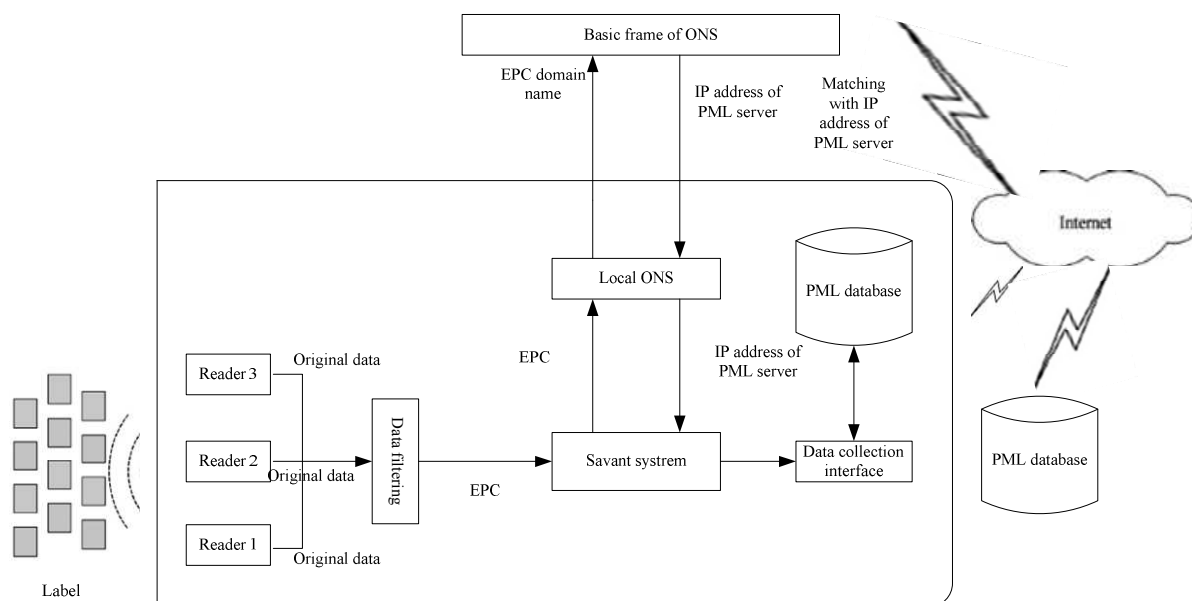 Basic frame of ONS
EPC domain
name
IP address of
PML server
Matching
with IP
address of
PML server
Internet
Local ONS
PML database
EPC
IP address of
PML server
Original data
Reader 3
Data filtering
Reader 2
Original data
Savant systrem
Data collection
interface
PML database
EPC
Reader 1
Original data
Label